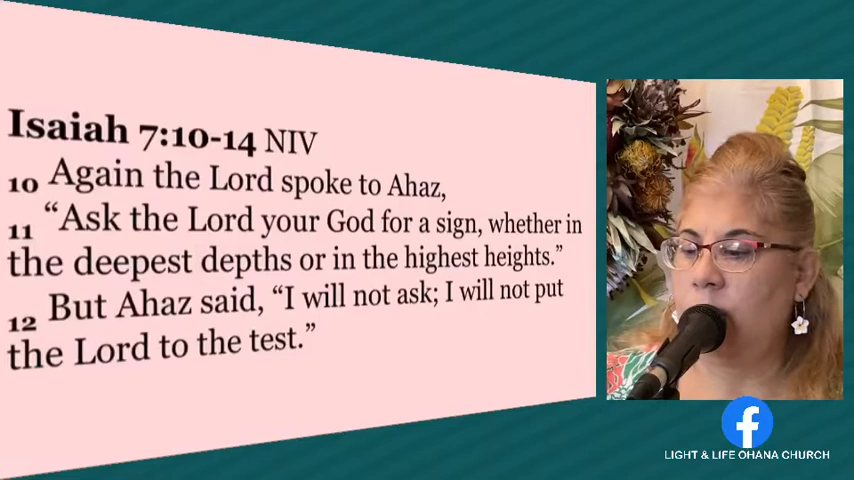 Isaiah 7:10-14 NIV
10 Again the Lord spoke to Ahaz,
11 “Ask the Lord your God for a sign, whether in
the deepest depths or in the highest heights.”
12 But Ahaz said, “I will not ask; I will not put
the Lord to the test.”
LIGHT & LIFE OHANA CHURCH